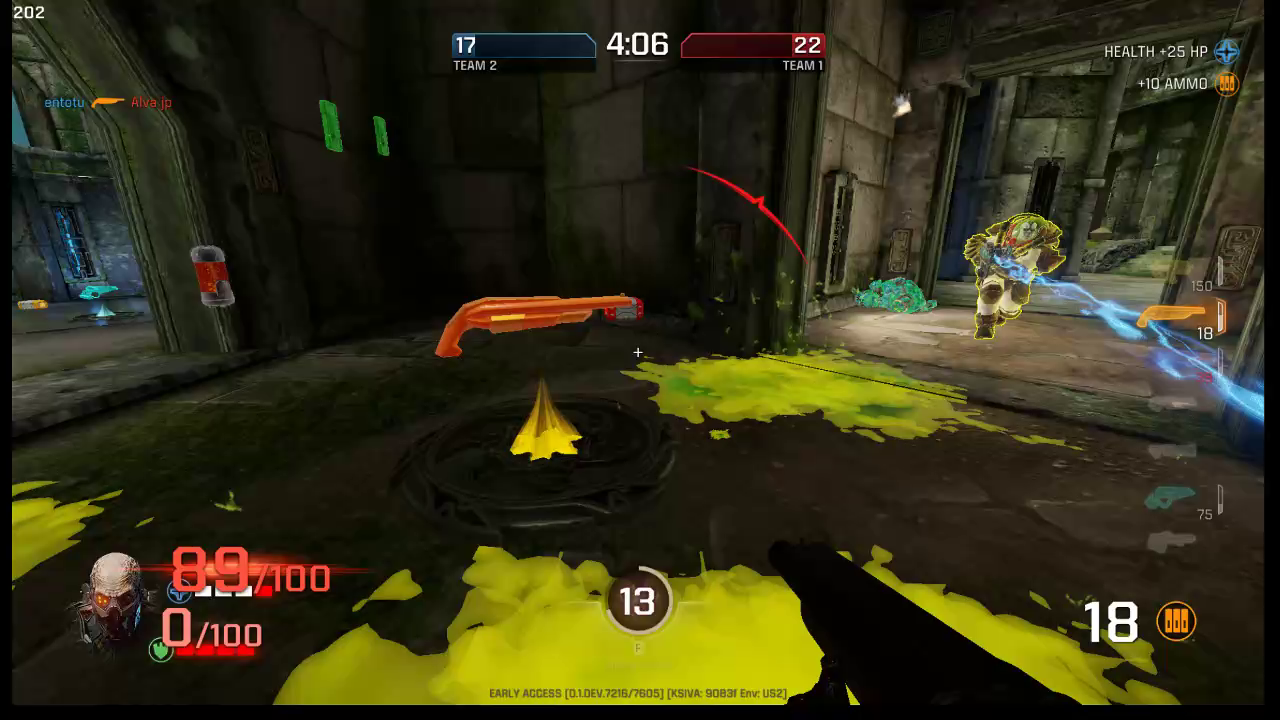 202
17 4:06 22
TEAM 2 TEAM 1
HEALTH +25 HP
+10 AMMO
entotu Alva.jp
150
18
75
89/100
0/100
13
F
18
EARLY ACCESS [0.1.DEV.7216/7605] [KSIVA: 9083f Env: US2]